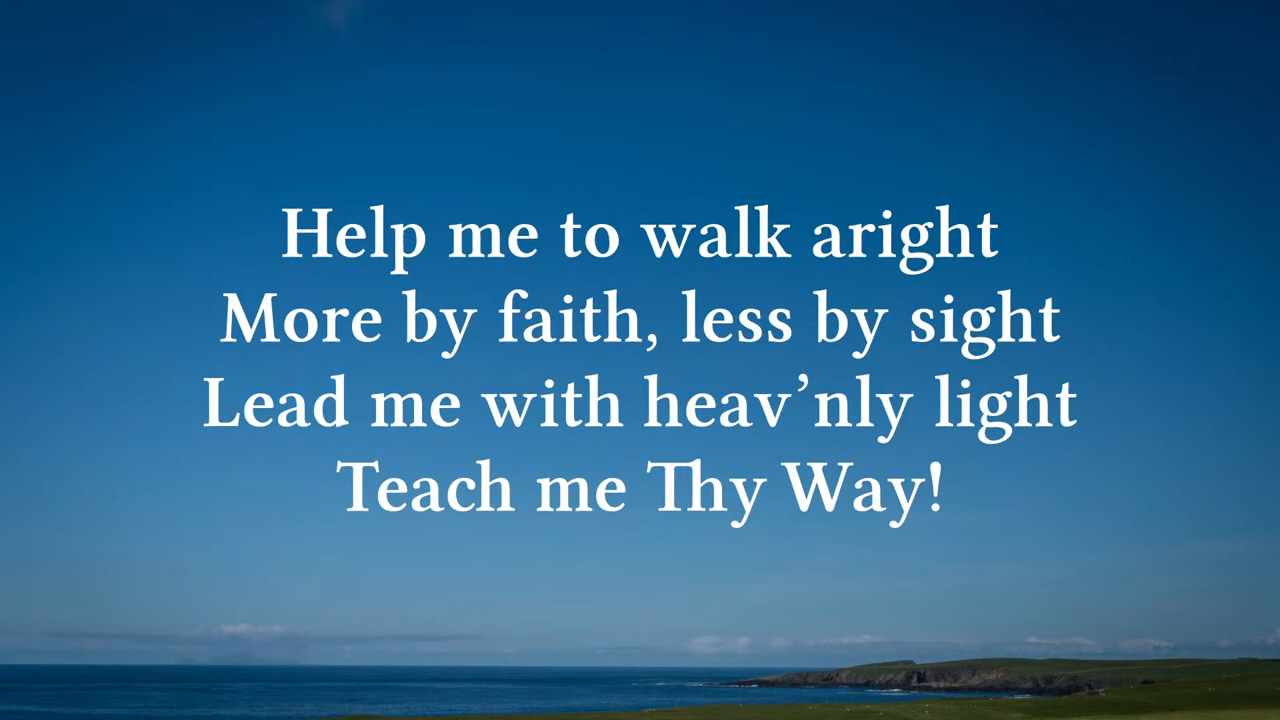 Help me to walk aright
More by faith, less by sight
Lead me with heav’nly light
Teach me Thy Way!